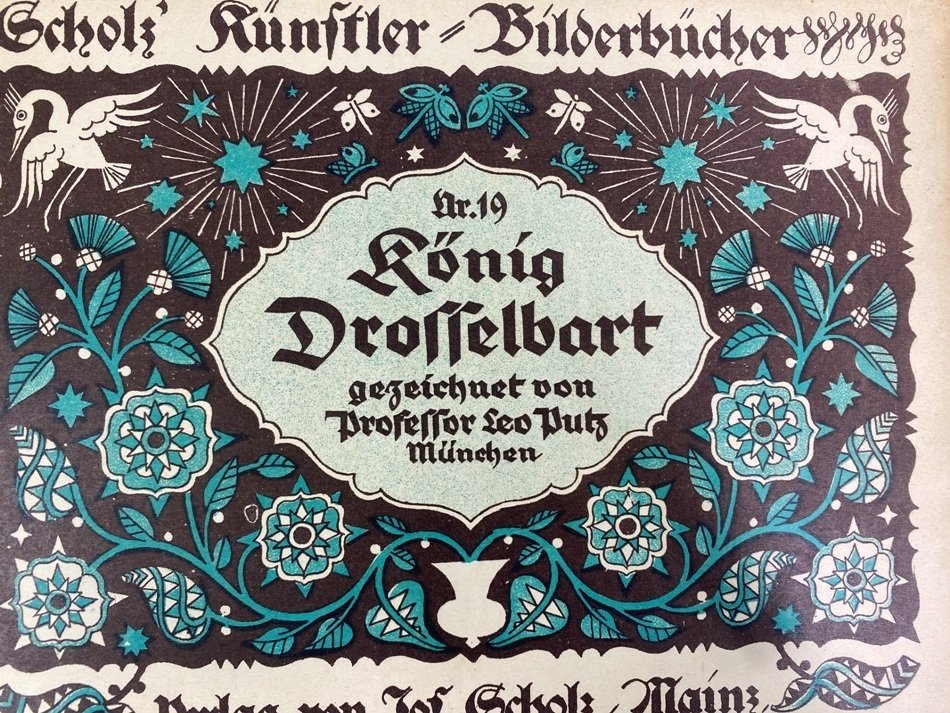 Scholz' Künstler=Bilderbücher
Nr. 19
König
Drosselbart
gezeichnet von
Professor Leo Putz
München
Verlag von Jos. Scholz, Mainz